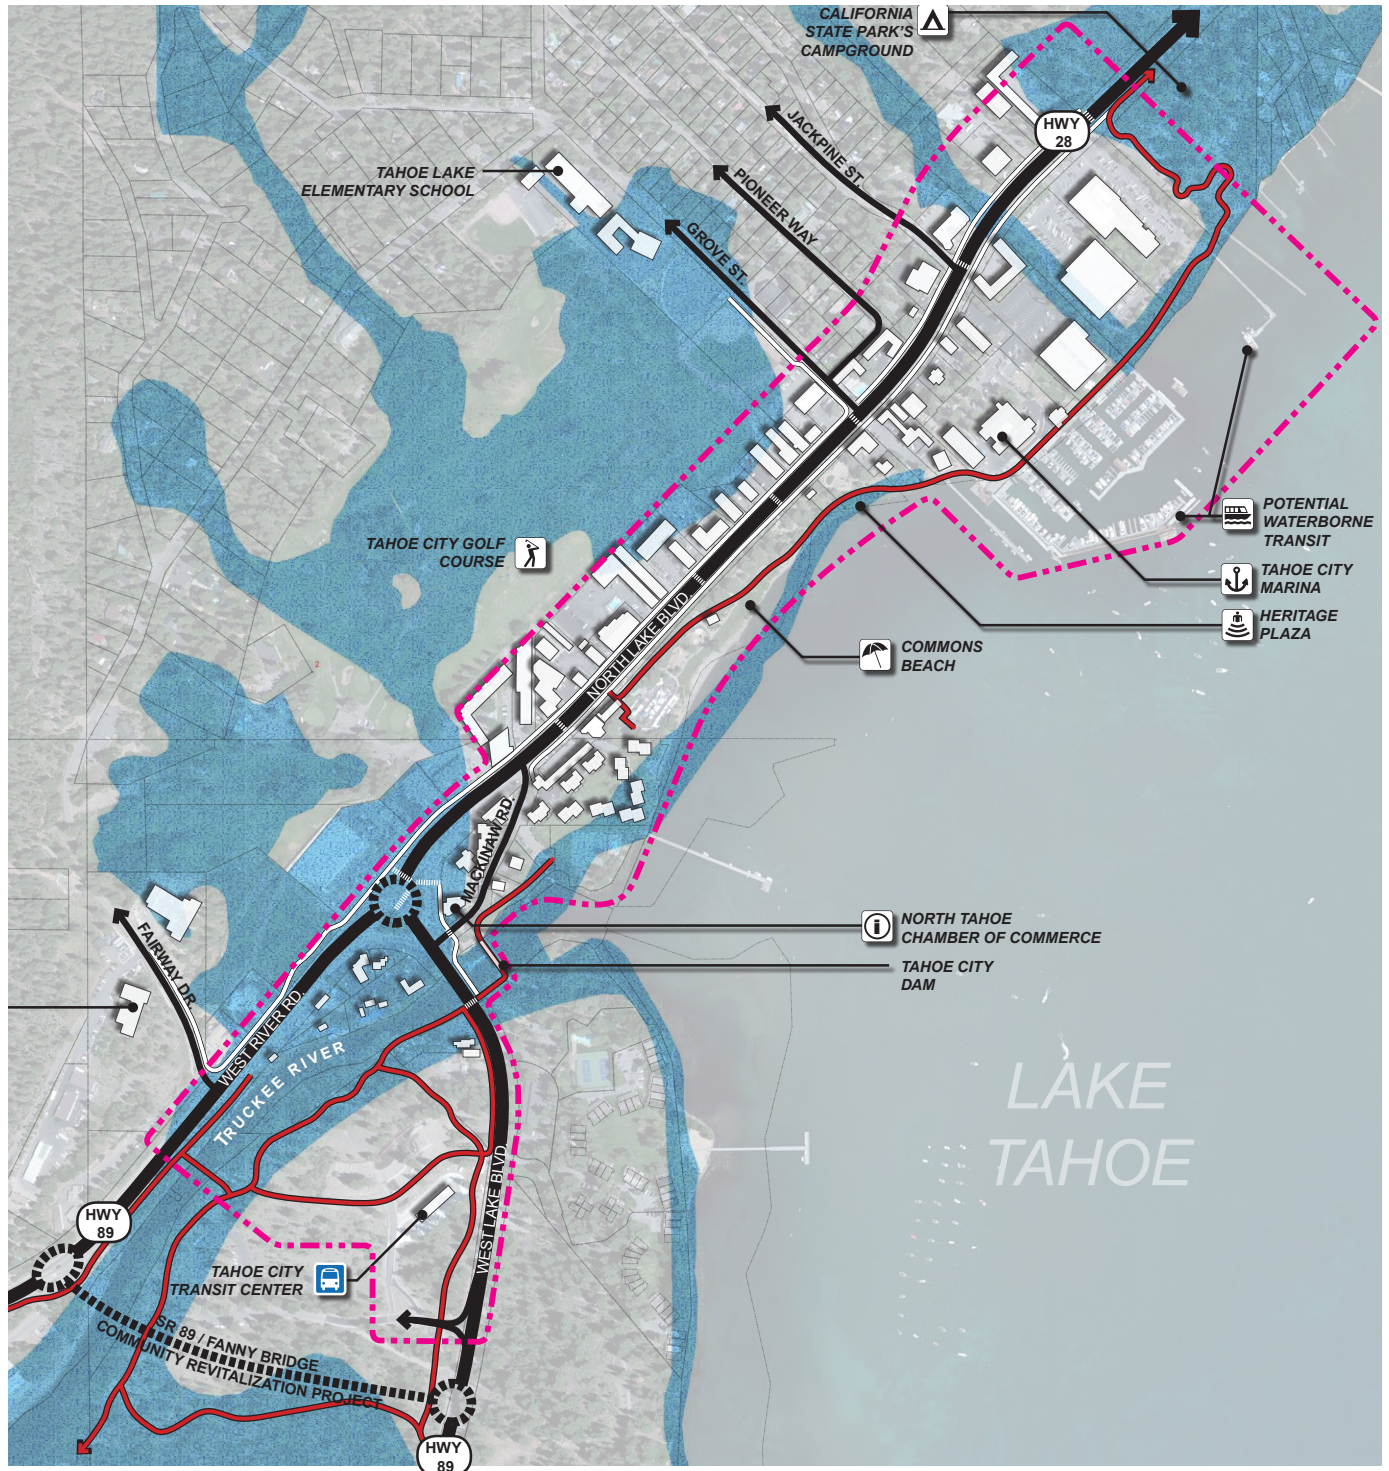 CALIFORNIA
STATE PARK'S
CAMPGROUND
HWY
28
JACKPINE ST.
PIONEER WAY
GROVE ST.
TAHOE LAKE
ELEMENTARY SCHOOL
TAHOE CITY GOLF
COURSE
POTENTIAL
WATERBORNE
TRANSIT
TAHOE CITY
MARINA
HERITAGE
PLAZA
COMMONS
BEACH
NORTH LAKE BLVD.
2
MACKINAW RD.
NORTH TAHOE
CHAMBER OF COMMERCE
TAHOE CITY
DAM
FAIRWAY DR.
WEST RIVER RD.
TRUCKEE RIVER
LAKE
TAHOE
WEST LAKE BLVD.
HWY
89
TAHOE CITY
TRANSIT CENTER
SR 89 / FANNY BRIDGE
COMMUNITY REVITALIZATION PROJECT
HWY
89